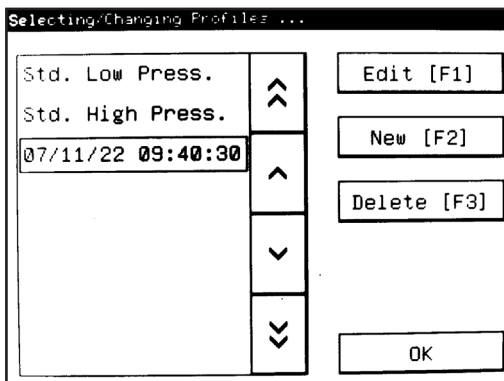 Selecting/Changing Profiles ...
Std. Low Press.
Std. High Press.
07/11/22 09:40:30
Edit [F1]
New [F2]
Delete [F3]
OK